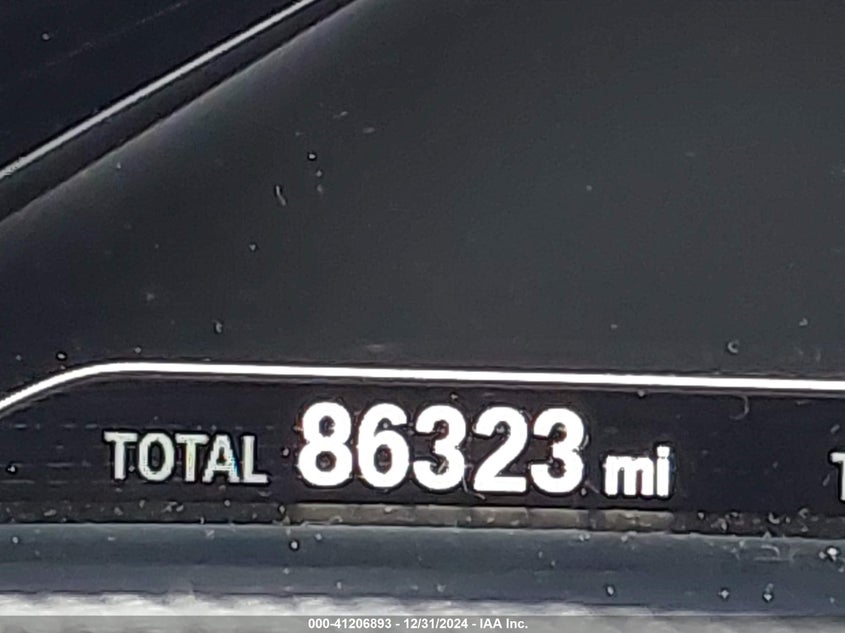 TOTAL 86323 mi
000-41206893 - 12/31/2024 - IAA Inc.